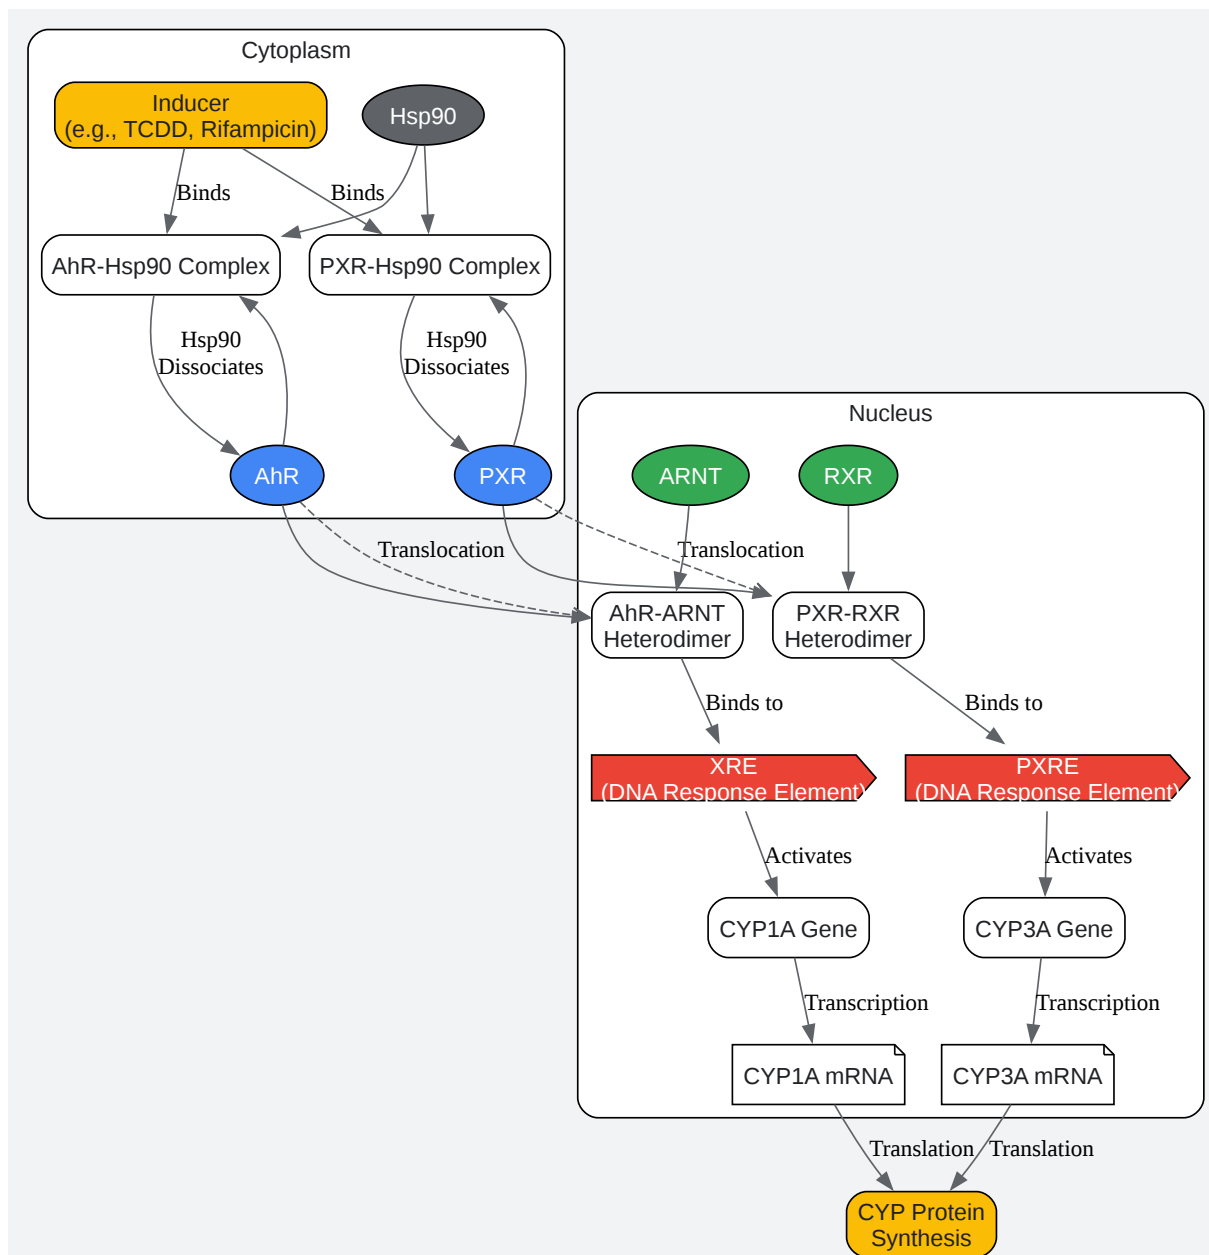 Cytoplasm
Inducer
(e.g., TCDD, Rifampicin)
Hsp90
Binds
Binds
AhR-Hsp90 Complex
PXR-Hsp90 Complex
Hsp90
Dissociates
Hsp90
Dissociates
Nucleus
AhR
PXR
ARNT
RXR
Translocation
Translocation
AhR-ARNT
Heterodimer
PXR-RXR
Heterodimer
Binds to
Binds to
XRE
(DNA Response Element)
PXRE
(DNA Response Element)
Activates
Activates
CYP1A Gene
CYP3A Gene
Transcription
Transcription
CYP1A mRNA
CYP3A mRNA
Translation
Translation
CYP Protein
Synthesis